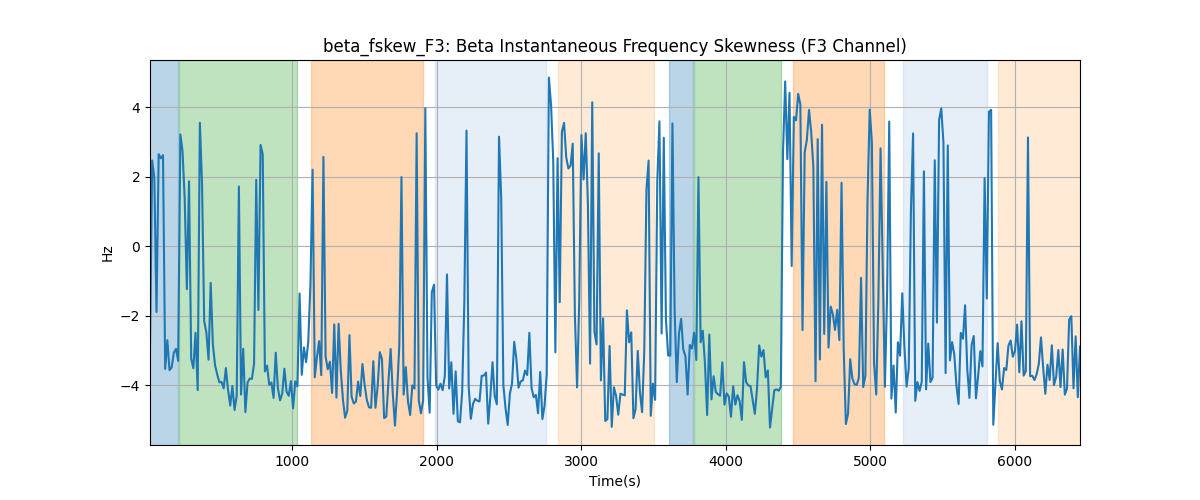 beta_fskew_F3: Beta Instantaneous Frequency Skewness (F3 Channel)
4
2
0
−2
−4
Hz
1000 2000 3000 4000 5000 6000
Time(s)